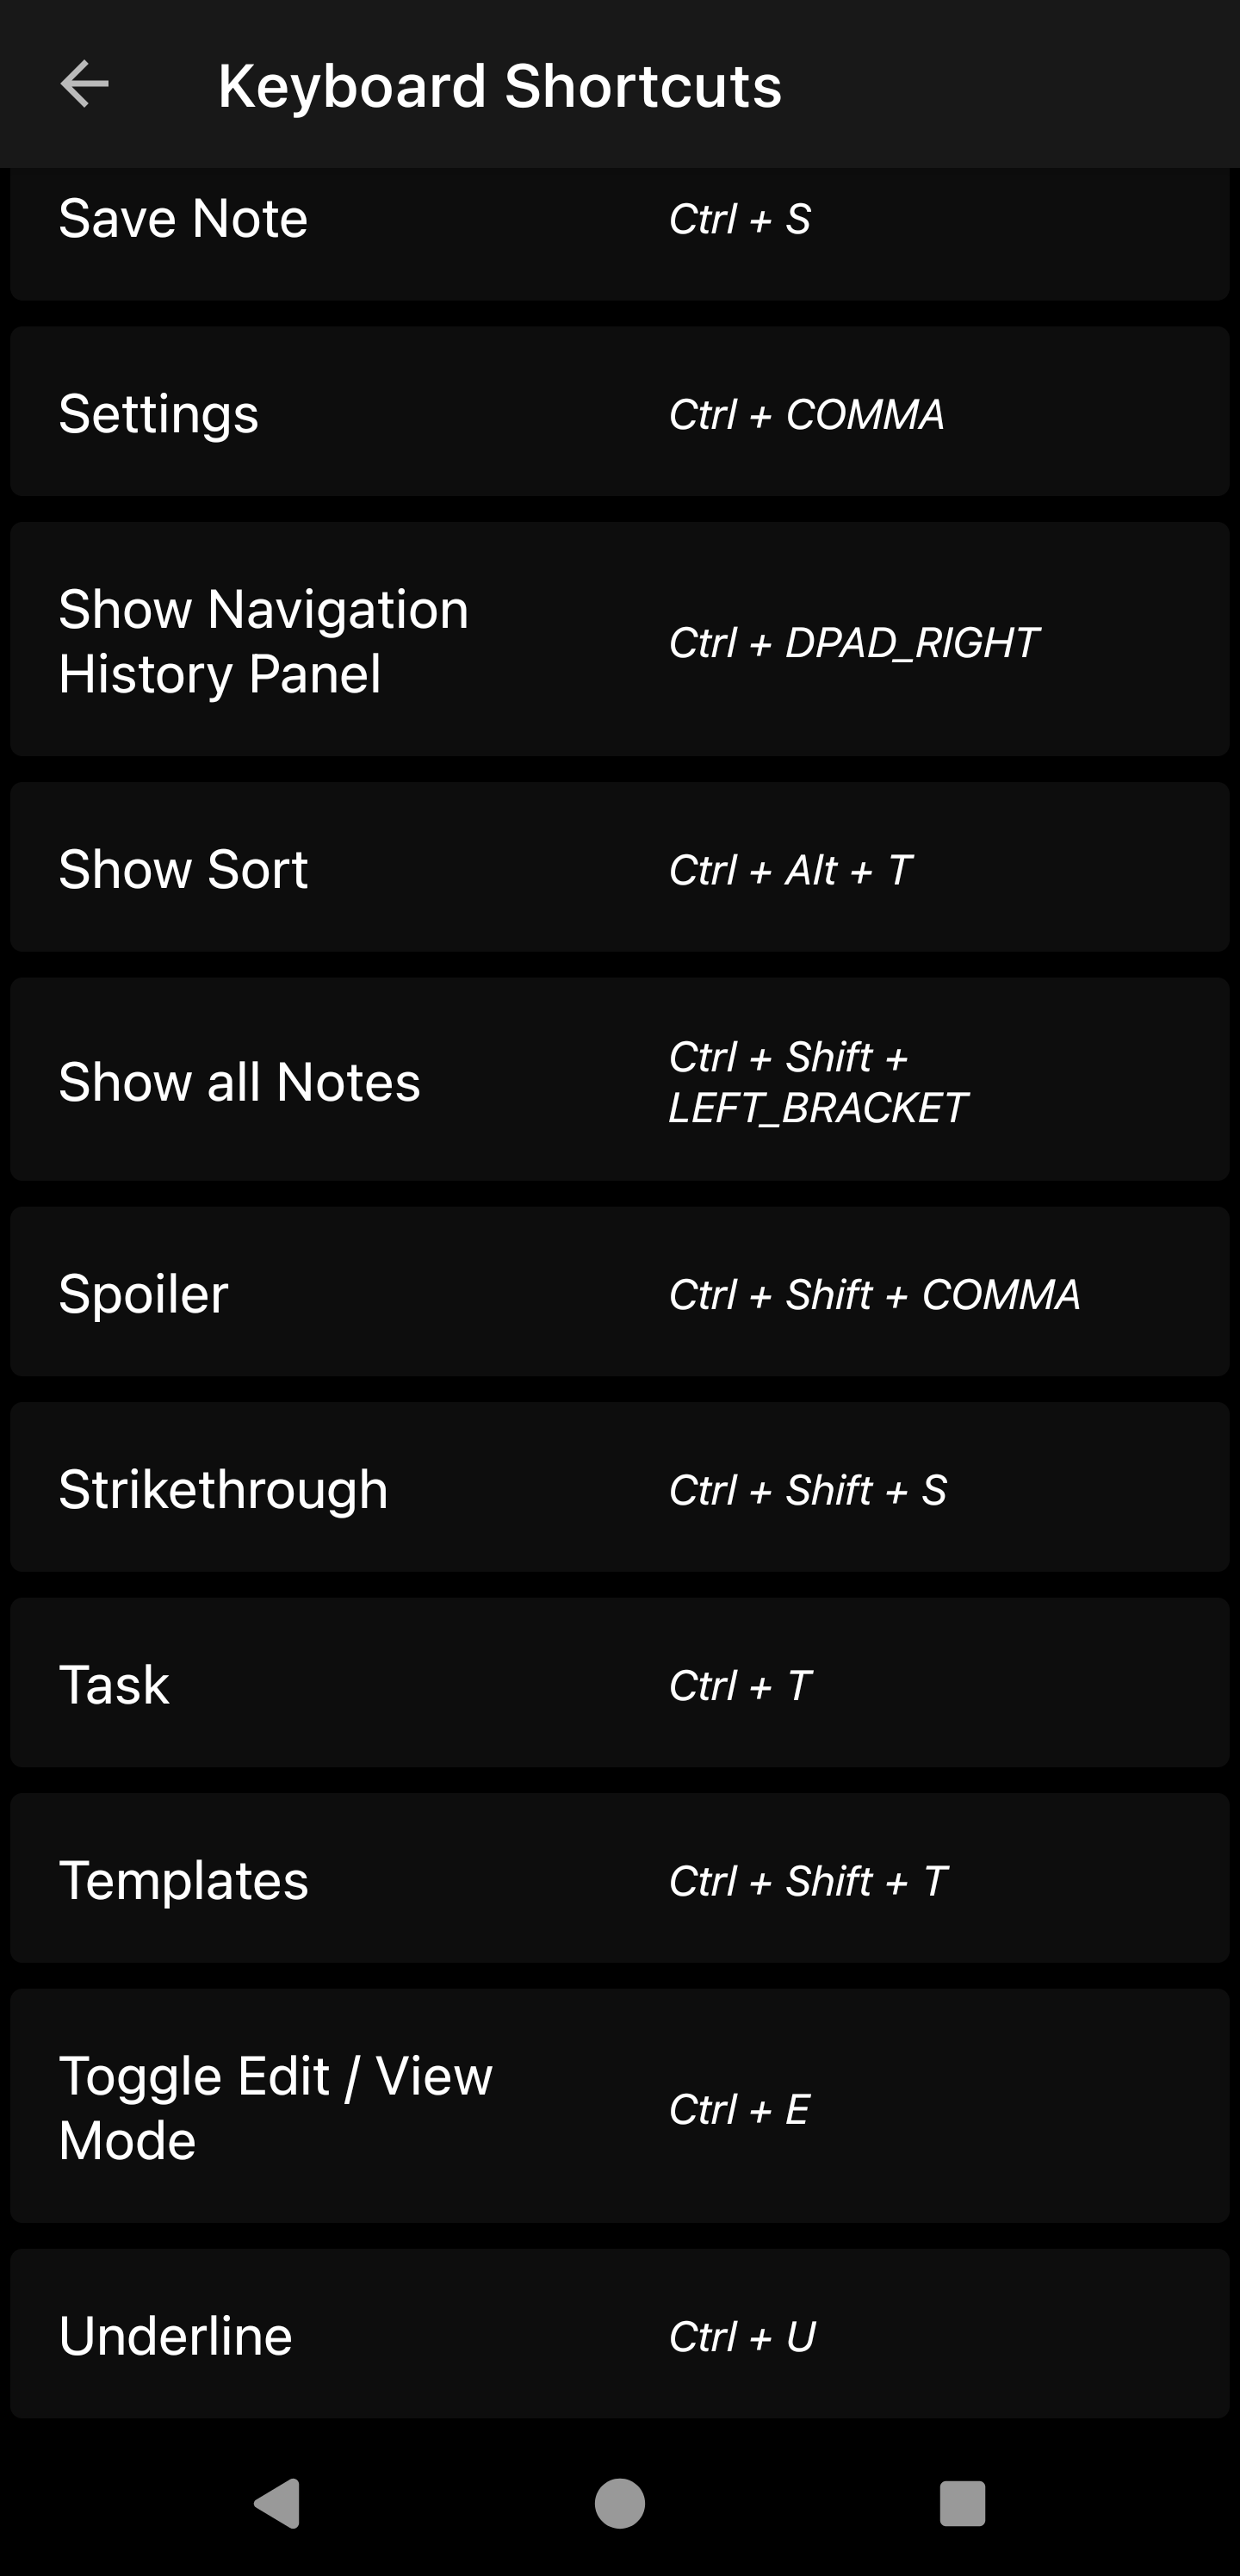 Keyboard Shortcuts
Save Note
Ctrl + S
Settings
Ctrl + COMMA
Show Navigation
History Panel
Ctrl + DPAD_RIGHT
Show Sort
Ctrl + Alt + T
Show all Notes
Ctrl + Shift +
LEFT_BRACKET
Spoiler
Ctrl + Shift + COMMA
Strikethrough
Ctrl + Shift + S
Task
Ctrl + T
Templates
Ctrl + Shift + T
Toggle Edit / View
Mode
Ctrl + E
Underline
Ctrl + U